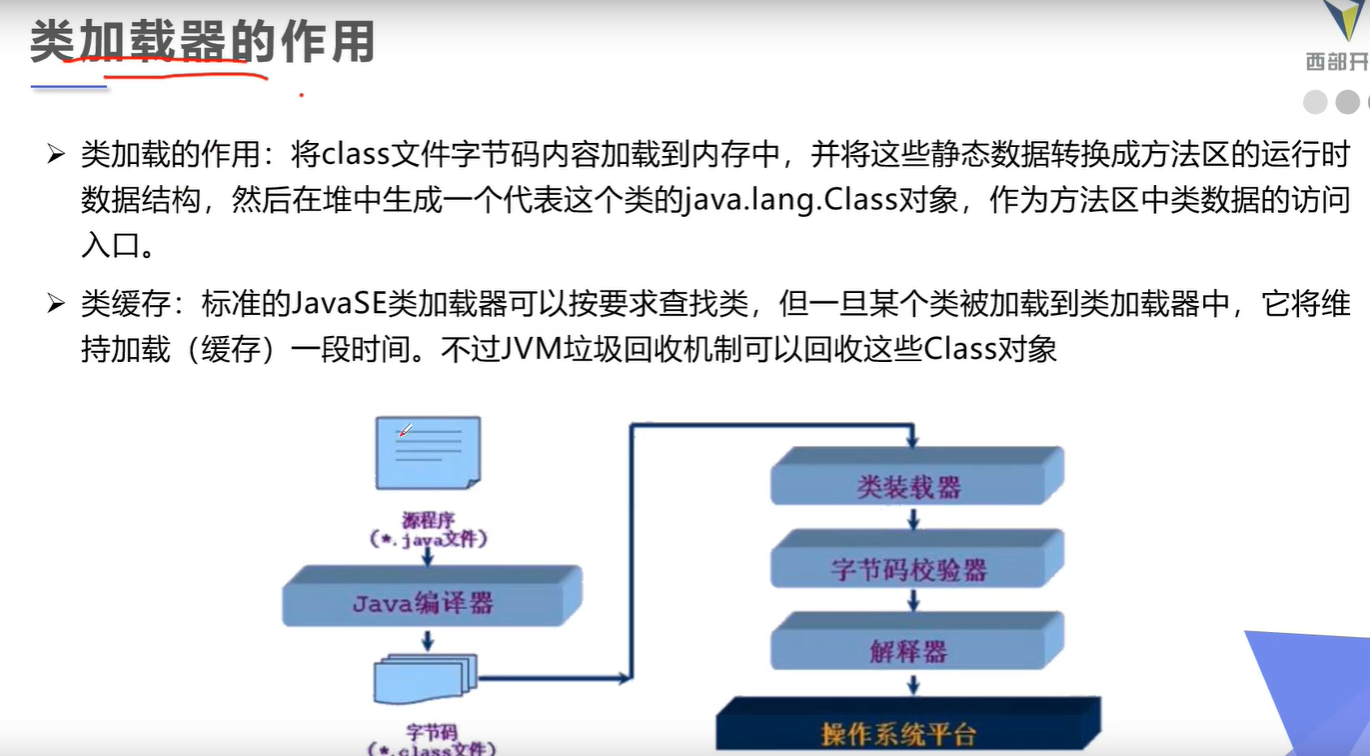 类加载器的作用
西部开
类加载的作用：将class文件字节码内容加载到内存中，并将这些静态数据转换成方法区的运行时
数据结构，然后在堆中生成一个代表这个类的java.lang.Class对象，作为方法区中类数据的访问
入口。
类缓存：标准的JavaSE类加载器可以按要求查找类，但一旦某个类被加载到类加载器中，它将维
持加载（缓存）一段时间。不过JVM垃圾回收机制可以回收这些Class对象
源程序
(*.java文件)
Java编译器
字节码
(*.class文件)
类装载器
字节码校验器
解释器
操作系统平台